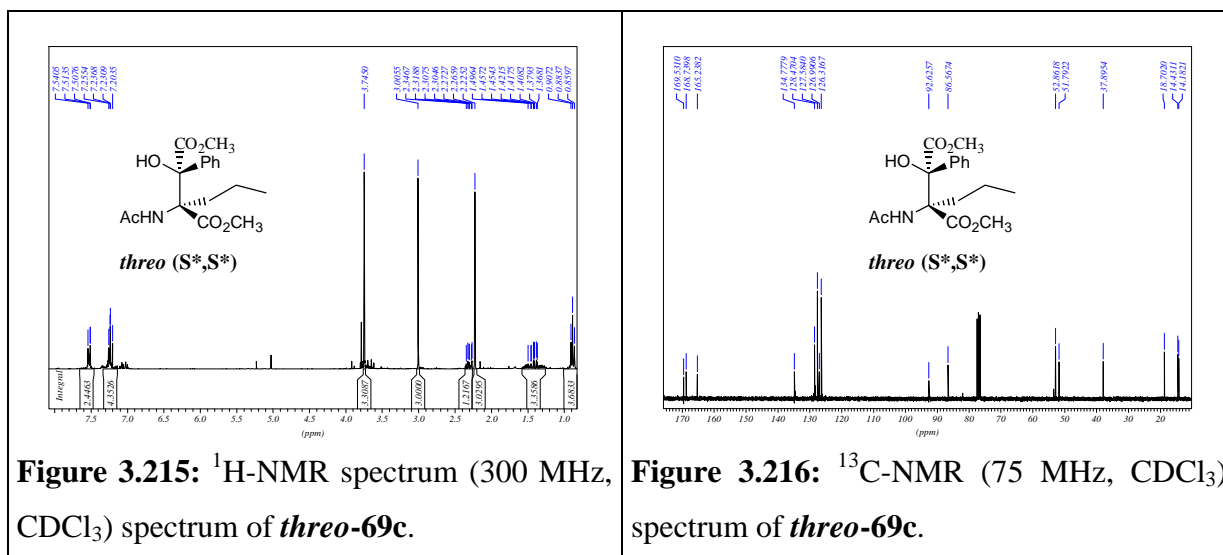 7.5405
7.5135
7.5076
7.2554
7.2368
7.2309
7.2035
3.7450
3.0055
2.3467
2.3188
2.3075
2.3046
2.2727
2.2659
2.2252
1.4964
1.4572
1.4543
1.4215
1.4175
1.4082
1.3793
1.3681
0.9072
0.8837
0.8597
CO2CH3
HO
Ph
AcHN
CO2CH3
threo (S*,S*)
Integral
2.4463
4.3526
3.3087
3.0000
1.2167
3.0295
3.3586
3.6833
7.5 7.0 6.5 6.0 5.5 5.0 4.5 4.0 3.5 3.0 2.5 2.0 1.5 1.0
(ppm)
Figure 3.215: 1H-NMR spectrum (300 MHz,
CDCl3) spectrum of threo-69c.
169.5310
168.7398
165.2382
134.7779
128.4704
127.5840
126.9906
126.3167
92.6257
86.5674
52.8618
51.7922
37.8954
18.7020
14.4311
14.1821
CO2CH3
HO
Ph
AcHN
CO2CH3
threo (S*,S*)
170 160 150 140 130 120 110 100 90 80 70 60 50 40 30 20
(ppm)
Figure 3.216: 13C-NMR (75 MHz, CDCl3)
spectrum of threo-69c.